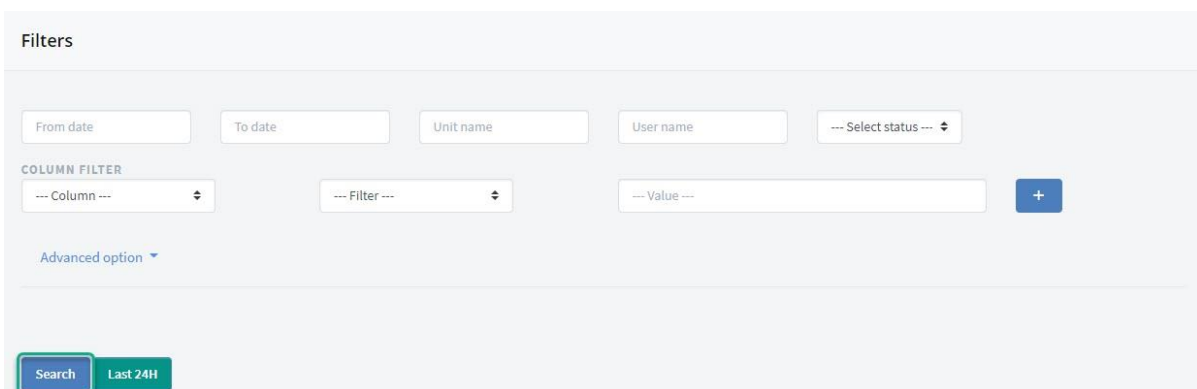 Filters
From date To date Unit name User name --- Select status ---
COLUMN FILTER
--- Column --- --- Filter --- --- Value --- +
Advanced option
Search Last 24H